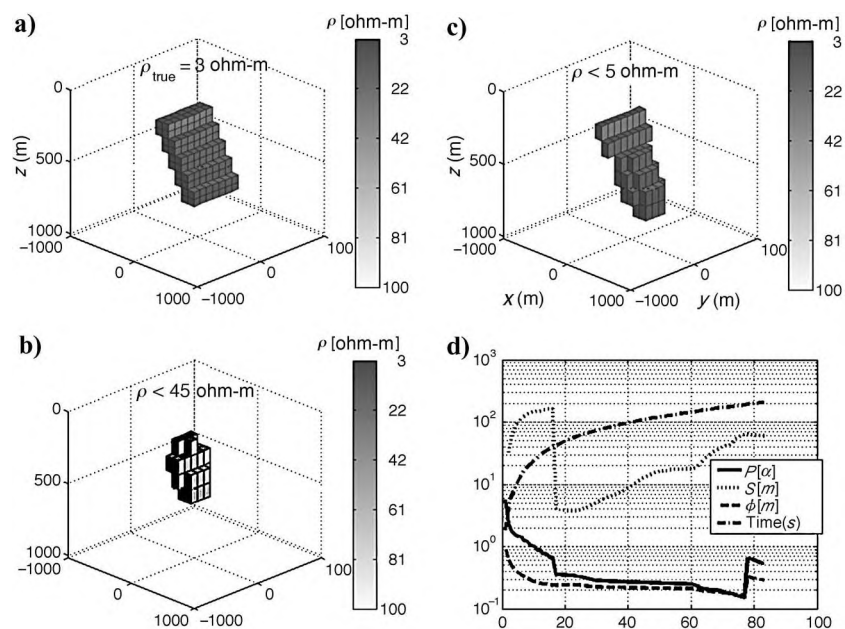 a)
ρ [ohm-m]
ρtrue = 3 ohm-m
0
500
1000
z (m)
−1000
0
1000
−1000
0
100
3
22
42
61
81
100
c)
ρ [ohm-m]
ρ < 5 ohm-m
0
500
1000
z (m)
−1000
0
1000
x (m)
−1000
0
100
y (m)
3
22
42
61
81
100
b)
ρ [ohm-m]
ρ < 45 ohm-m
0
500
1000
z (m)
−1000
0
1000
−1000
0
100
3
22
42
61
81
100
d)
10³
10²
10¹
10⁰
10⁻¹
0
20
40
60
80
100
P[α]
S[m]
ϕ[m]
Time(s)